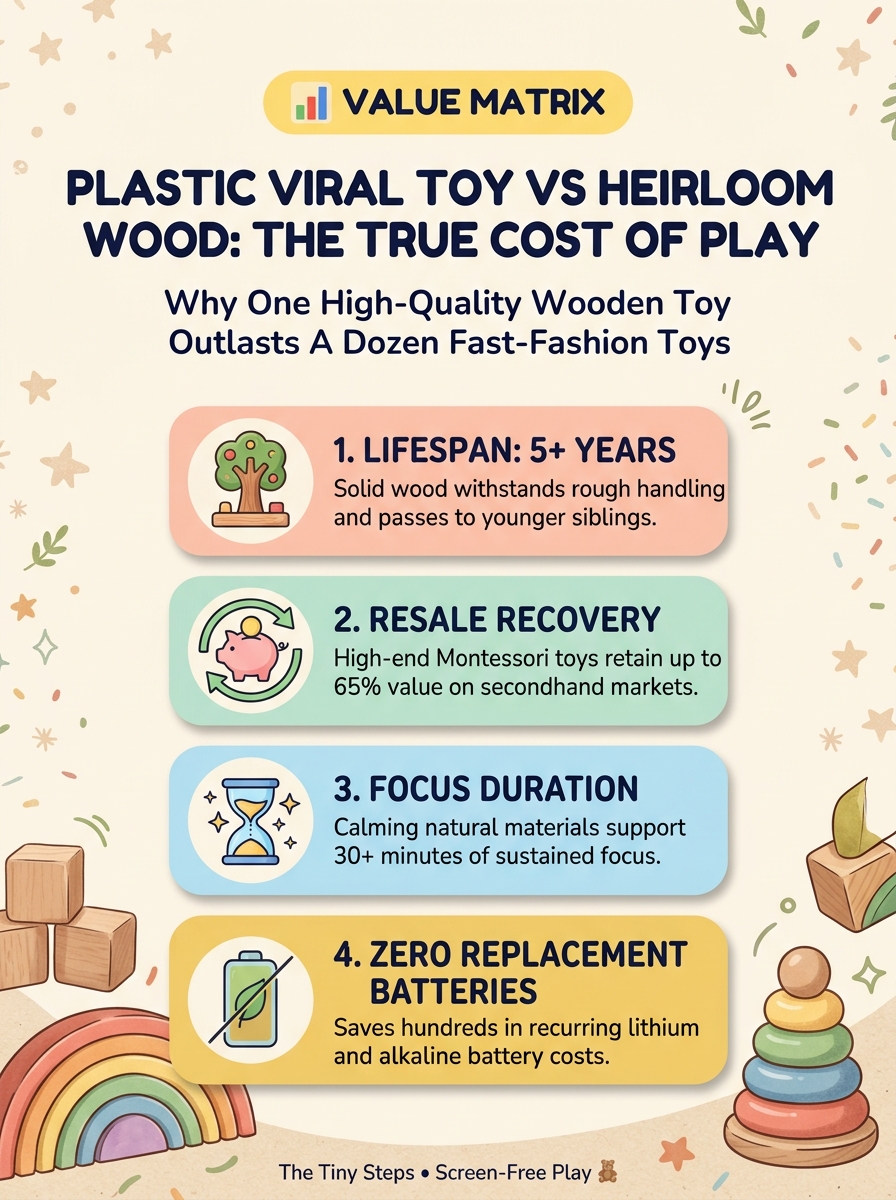 VALUE MATRIX
PLASTIC VIRAL TOY VS HEIRLOOM
WOOD: THE TRUE COST OF PLAY
Why One High-Quality Wooden Toy
Outlasts A Dozen Fast-Fashion Toys
1. LIFESPAN: 5+ YEARS
Solid wood withstands rough handling
and passes to younger siblings.
2. RESALE RECOVERY
High-end Montessori toys retain up to
65% value on secondhand markets.
3. FOCUS DURATION
Calming natural materials support
30+ minutes of sustained focus.
4. ZERO REPLACEMENT
BATTERIES
Saves hundreds in recurring lithium
and alkaline battery costs.
The Tiny Steps • Screen-Free Play 🧸